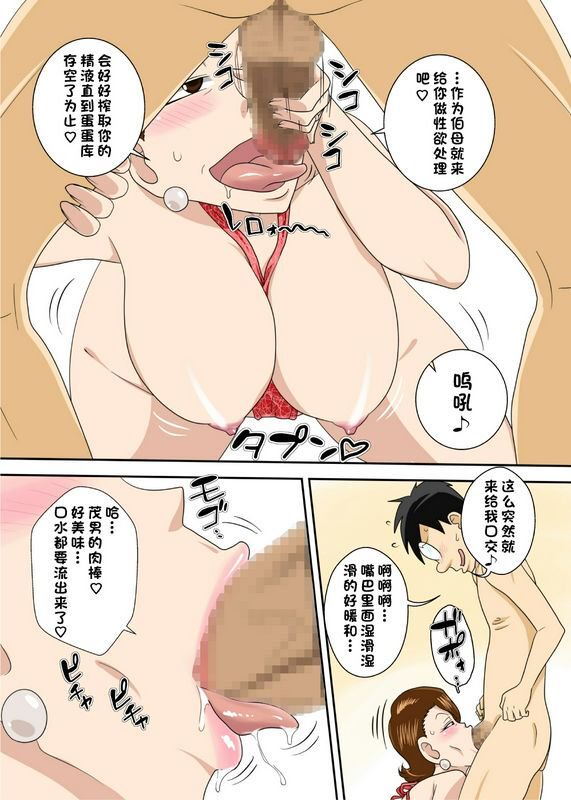 …作为伯母就来
给你做性欲处理
吧♡
会好好榨取你的
精液直到蛋蛋库
存空了为止♡
シコ
シコ
レロォ～
呜吼♪
タプン♡
这么突然就
来给我口交♪
啊啊啊…
嘴巴里面湿滑湿
滑的好暖和…
ガポォ
モゴ
哈…
茂男的肉棒♡
好美味…
口水都要流出来了♡
ピチャ
ピチャ